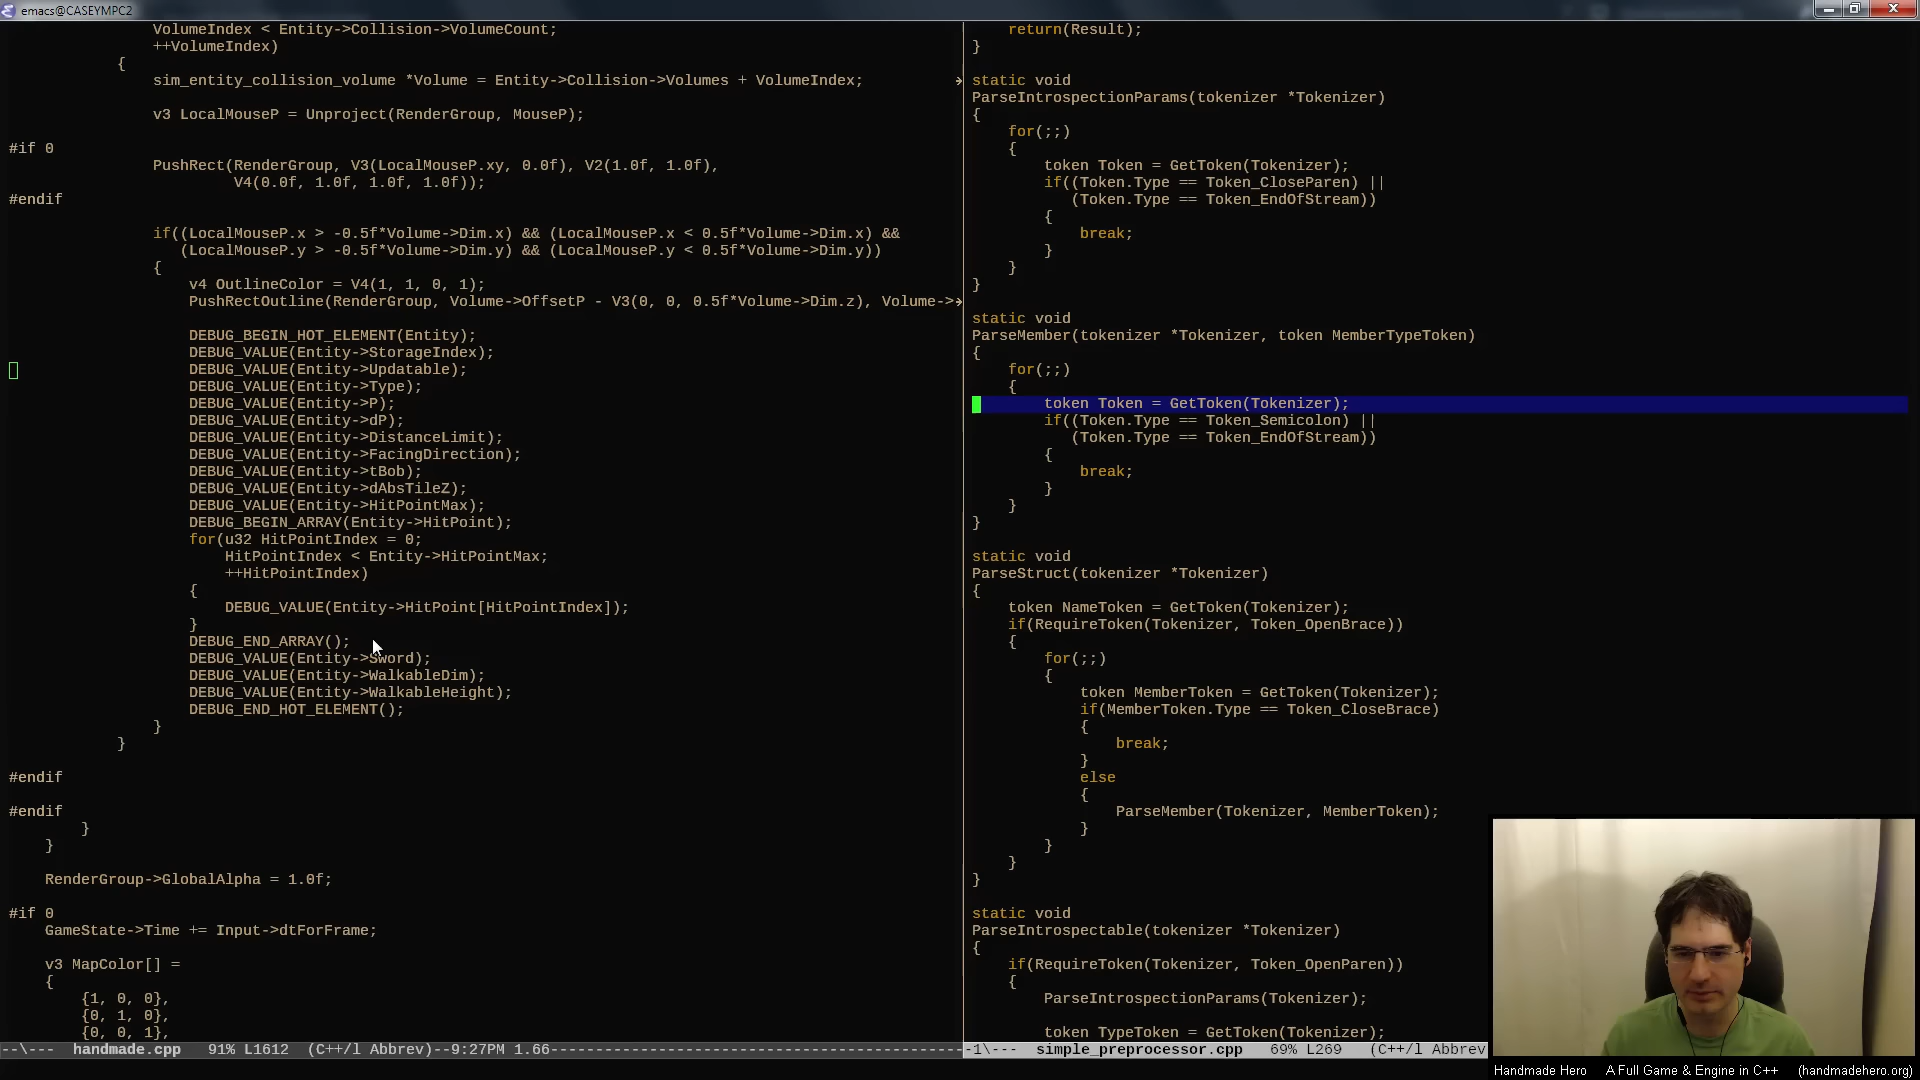 emacs@CASEYMPC2
VolumeIndex < Entity->Collision->VolumeCount;
++VolumeIndex)
{
sim_entity_collision_volume *Volume = Entity->Collision->Volumes + VolumeIndex;
v3 LocalMouseP = Unproject(RenderGroup, MouseP);
#if 0
PushRect(RenderGroup, V3(LocalMouseP.xy, 0.0f), V2(1.0f, 1.0f),
V4(0.0f, 1.0f, 1.0f, 1.0f));
#endif
if((LocalMouseP.x > -0.5f*Volume->Dim.x) && (LocalMouseP.x < 0.5f*Volume->Dim.x) &&
(LocalMouseP.y > -0.5f*Volume->Dim.y) && (LocalMouseP.y < 0.5f*Volume->Dim.y))
{
v4 OutlineColor = V4(1, 1, 0, 1);
PushRectOutline(RenderGroup, Volume->OffsetP - V3(0, 0, 0.5f*Volume->Dim.z), Volume->
DEBUG_BEGIN_HOT_ELEMENT(Entity);
DEBUG_VALUE(Entity->StorageIndex);
DEBUG_VALUE(Entity->Updatable);
DEBUG_VALUE(Entity->Type);
DEBUG_VALUE(Entity->P);
DEBUG_VALUE(Entity->dP);
DEBUG_VALUE(Entity->DistanceLimit);
DEBUG_VALUE(Entity->FacingDirection);
DEBUG_VALUE(Entity->tBob);
DEBUG_VALUE(Entity->dAbsTileZ);
DEBUG_VALUE(Entity->HitPointMax);
DEBUG_BEGIN_ARRAY(Entity->HitPoint);
for(u32 HitPointIndex = 0;
HitPointIndex < Entity->HitPointMax;
++HitPointIndex)
{
DEBUG_VALUE(Entity->HitPoint[HitPointIndex]);
}
DEBUG_END_ARRAY();
DEBUG_VALUE(Entity->Sword);
DEBUG_VALUE(Entity->WalkableDim);
DEBUG_VALUE(Entity->WalkableHeight);
DEBUG_END_HOT_ELEMENT();
}
}
#endif
#endif
}
}
RenderGroup->GlobalAlpha = 1.0f;
#if 0
GameState->Time += Input->dtForFrame;
v3 MapColor[] =
{
{1, 0, 0},
{0, 1, 0},
{0, 0, 1},
--\--- handmade.cpp 91% L1612 (C++/l Abbrev)--9:27PM 1.66
return(Result);
}
static void
ParseIntrospectionParams(tokenizer *Tokenizer)
{
for(;;)
{
token Token = GetToken(Tokenizer);
if((Token.Type == Token_CloseParen) ||
(Token.Type == Token_EndOfStream))
{
break;
}
}
}
static void
ParseMember(tokenizer *Tokenizer, token MemberTypeToken)
{
for(;;)
{
token Token = GetToken(Tokenizer);
if((Token.Type == Token_Semicolon) ||
(Token.Type == Token_EndOfStream))
{
break;
}
}
}
static void
ParseStruct(tokenizer *Tokenizer)
{
token NameToken = GetToken(Tokenizer);
if(RequireToken(Tokenizer, Token_OpenBrace))
{
for(;;)
{
token MemberToken = GetToken(Tokenizer);
if(MemberToken.Type == Token_CloseBrace)
{
break;
}
else
{
ParseMember(Tokenizer, MemberToken);
}
}
}
}
static void
ParseIntrospectable(tokenizer *Tokenizer)
{
if(RequireToken(Tokenizer, Token_OpenParen))
{
ParseIntrospectionParams(Tokenizer);
token TypeToken = GetToken(Tokenizer);
-1\--- simple_preprocessor.cpp 69% L269 (C++/l Abbrev
Handmade Hero A Full Game & Engine in C++ (handmadehero.org)